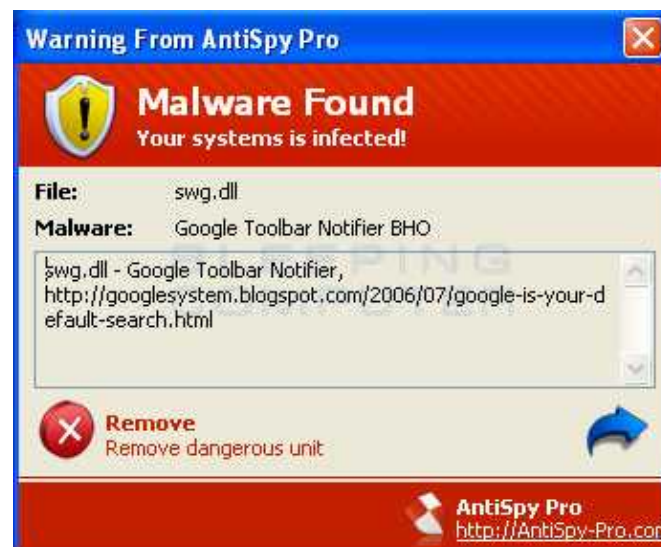 Warning From AntiSpy Pro
Malware Found
Your systems is infected!
File: swg.dll
Malware: Google Toolbar Notifier BHO
swg.dll - Google Toolbar Notifier,
http://googlesystem.blogspot.com/2006/07/google-is-your-d
efault-search.html
BLEEPING
COMPUTER
Remove
Remove dangerous unit
AntiSpy Pro
http://AntiSpy-Pro.com